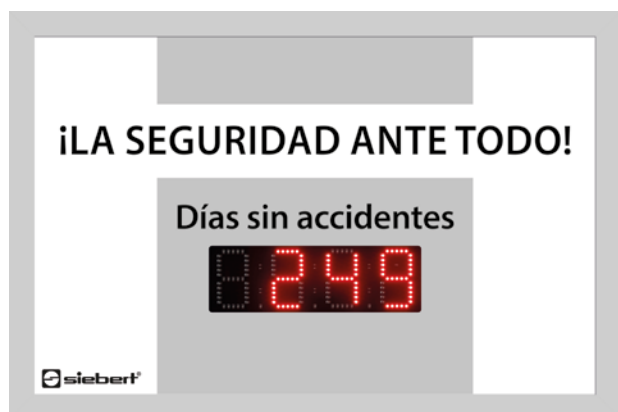 ¡LA SEGURIDAD ANTE TODO!
Días sin accidentes
249
siebert®